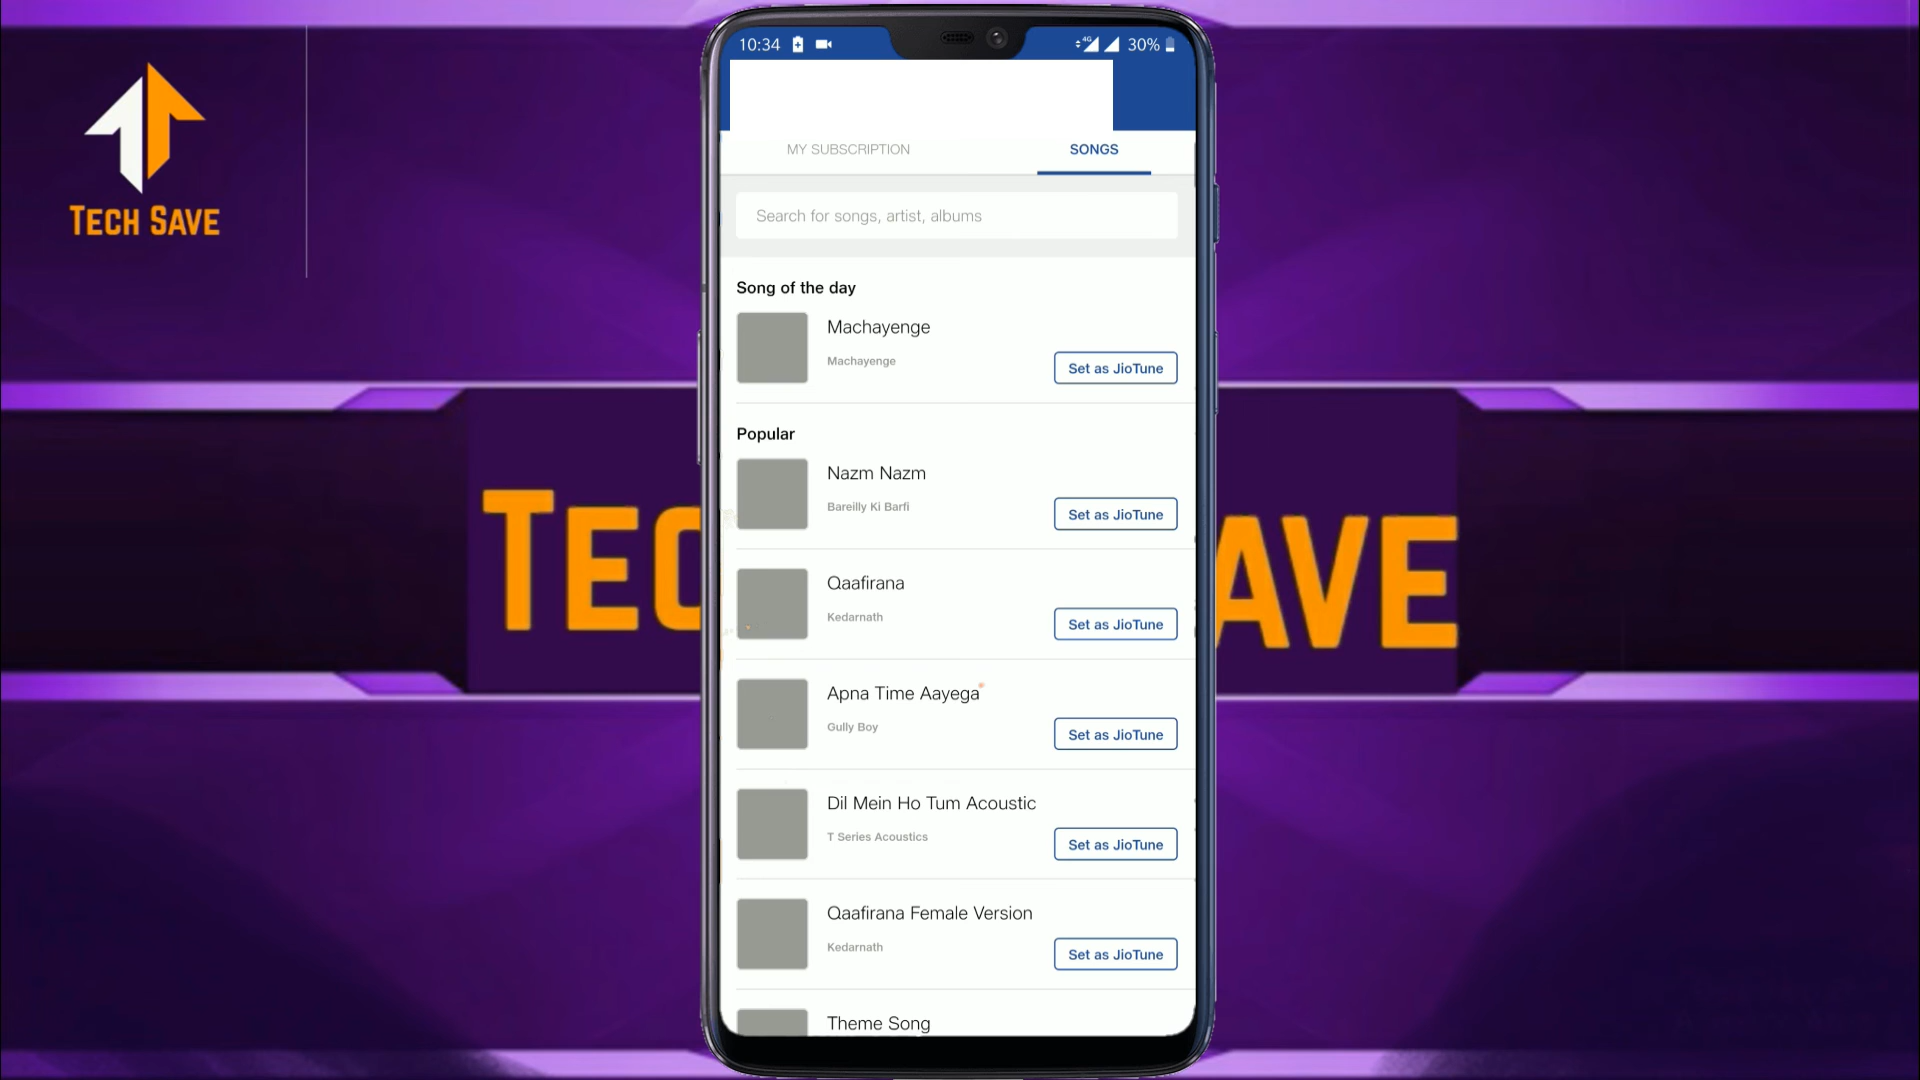 TECH SAVE
10:34
4G
30%
MY SUBSCRIPTION
SONGS
Search for songs, artist, albums
Song of the day
Machayenge
Machayenge
Set as JioTune
Popular
Nazm Nazm
Bareilly Ki Barfi
Set as JioTune
Qaafirana
Kedarnath
Set as JioTune
TEC
AVE
Apna Time Aayega
Gully Boy
Set as JioTune
Dil Mein Ho Tum Acoustic
T Series Acoustics
Set as JioTune
Qaafirana Female Version
Kedarnath
Set as JioTune
Theme Song